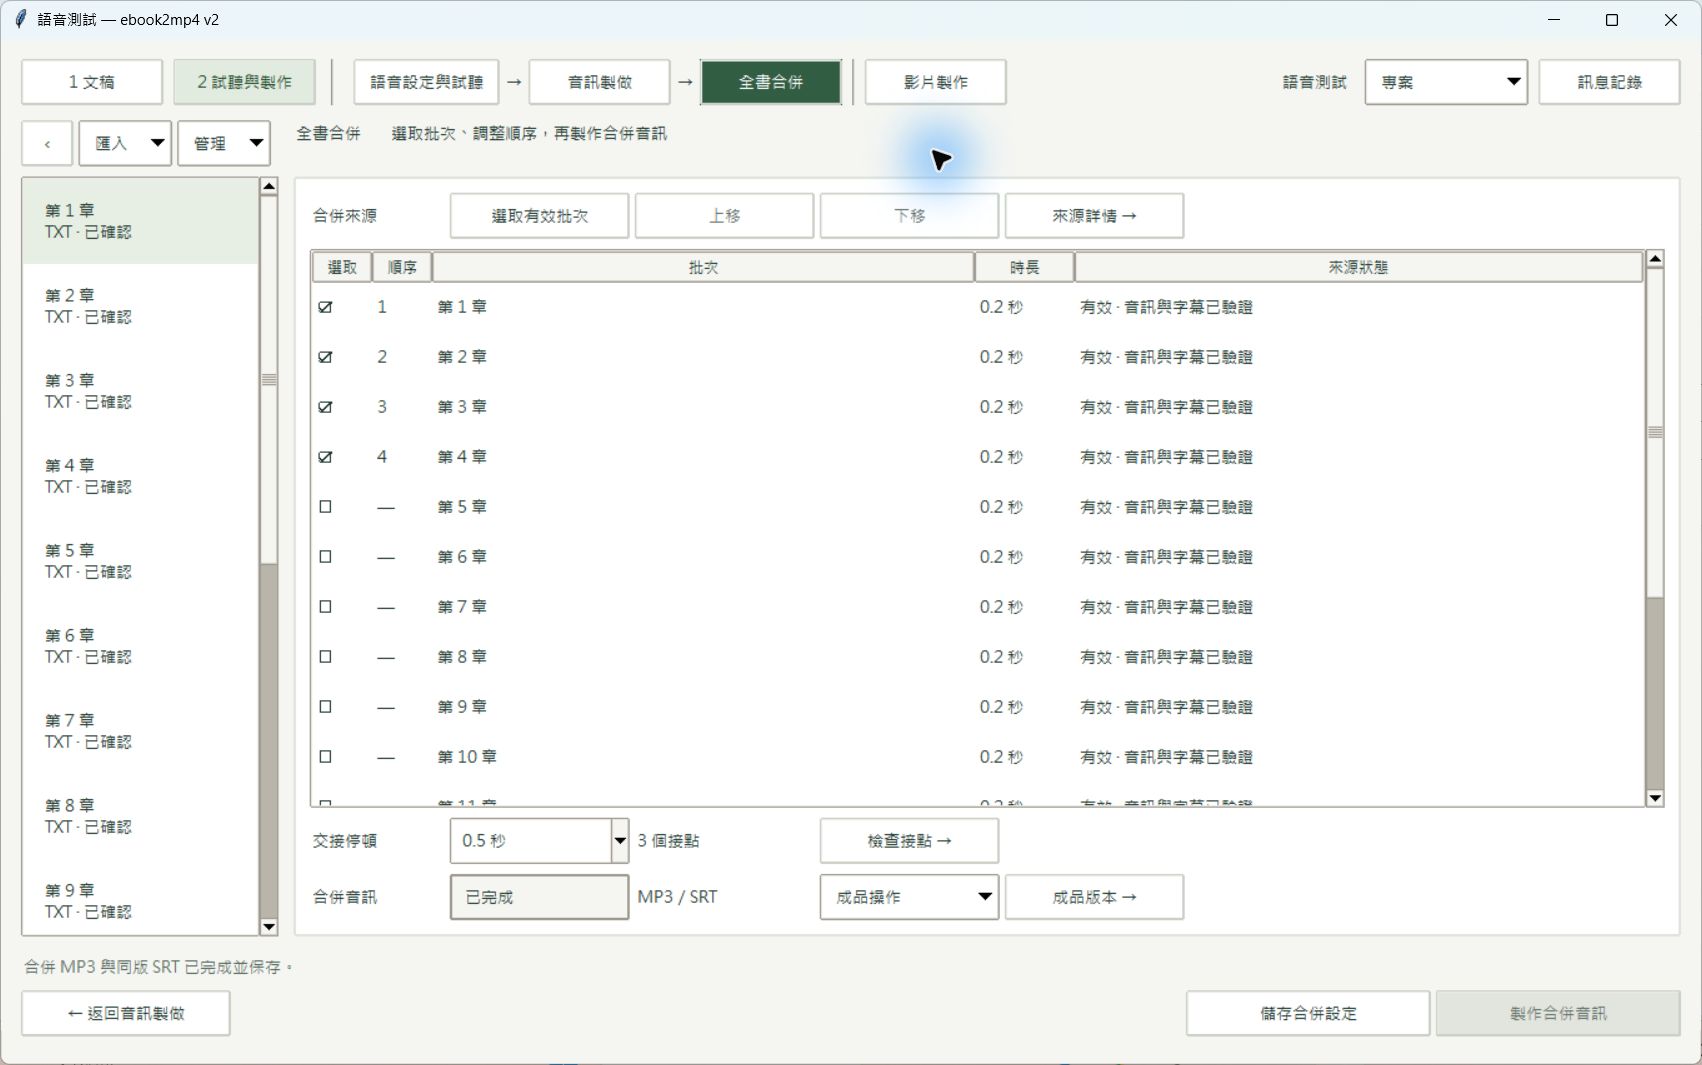 語音測試 — ebook2mp4 v2
1 文稿
2 試聽與製作
語音設定與試聽
→
音訊製做
→
全書合併
影片製作
語音測試
專案
訊息記錄
‹
匯入
管理
全書合併
選取批次、調整順序，再製作合併音訊
第 1 章
TXT · 已確認
第 2 章
TXT · 已確認
第 3 章
TXT · 已確認
第 4 章
TXT · 已確認
第 5 章
TXT · 已確認
第 6 章
TXT · 已確認
第 7 章
TXT · 已確認
第 8 章
TXT · 已確認
第 9 章
TXT · 已確認
合併來源
選取有效批次
上移
下移
來源詳情 →
選取 順序 批次 時長 來源狀態
1 第 1 章 0.2 秒 有效 · 音訊與字幕已驗證
2 第 2 章 0.2 秒 有效 · 音訊與字幕已驗證
3 第 3 章 0.2 秒 有效 · 音訊與字幕已驗證
4 第 4 章 0.2 秒 有效 · 音訊與字幕已驗證
— 第 5 章 0.2 秒 有效 · 音訊與字幕已驗證
— 第 6 章 0.2 秒 有效 · 音訊與字幕已驗證
— 第 7 章 0.2 秒 有效 · 音訊與字幕已驗證
— 第 8 章 0.2 秒 有效 · 音訊與字幕已驗證
— 第 9 章 0.2 秒 有效 · 音訊與字幕已驗證
— 第 10 章 0.2 秒 有效 · 音訊與字幕已驗證
交接停頓
0.5 秒
3 個接點
檢查接點 →
合併音訊
已完成
MP3 / SRT
成品操作
成品版本 →
合併 MP3 與同版 SRT 已完成並保存。
← 返回音訊製做
儲存合併設定
製作合併音訊